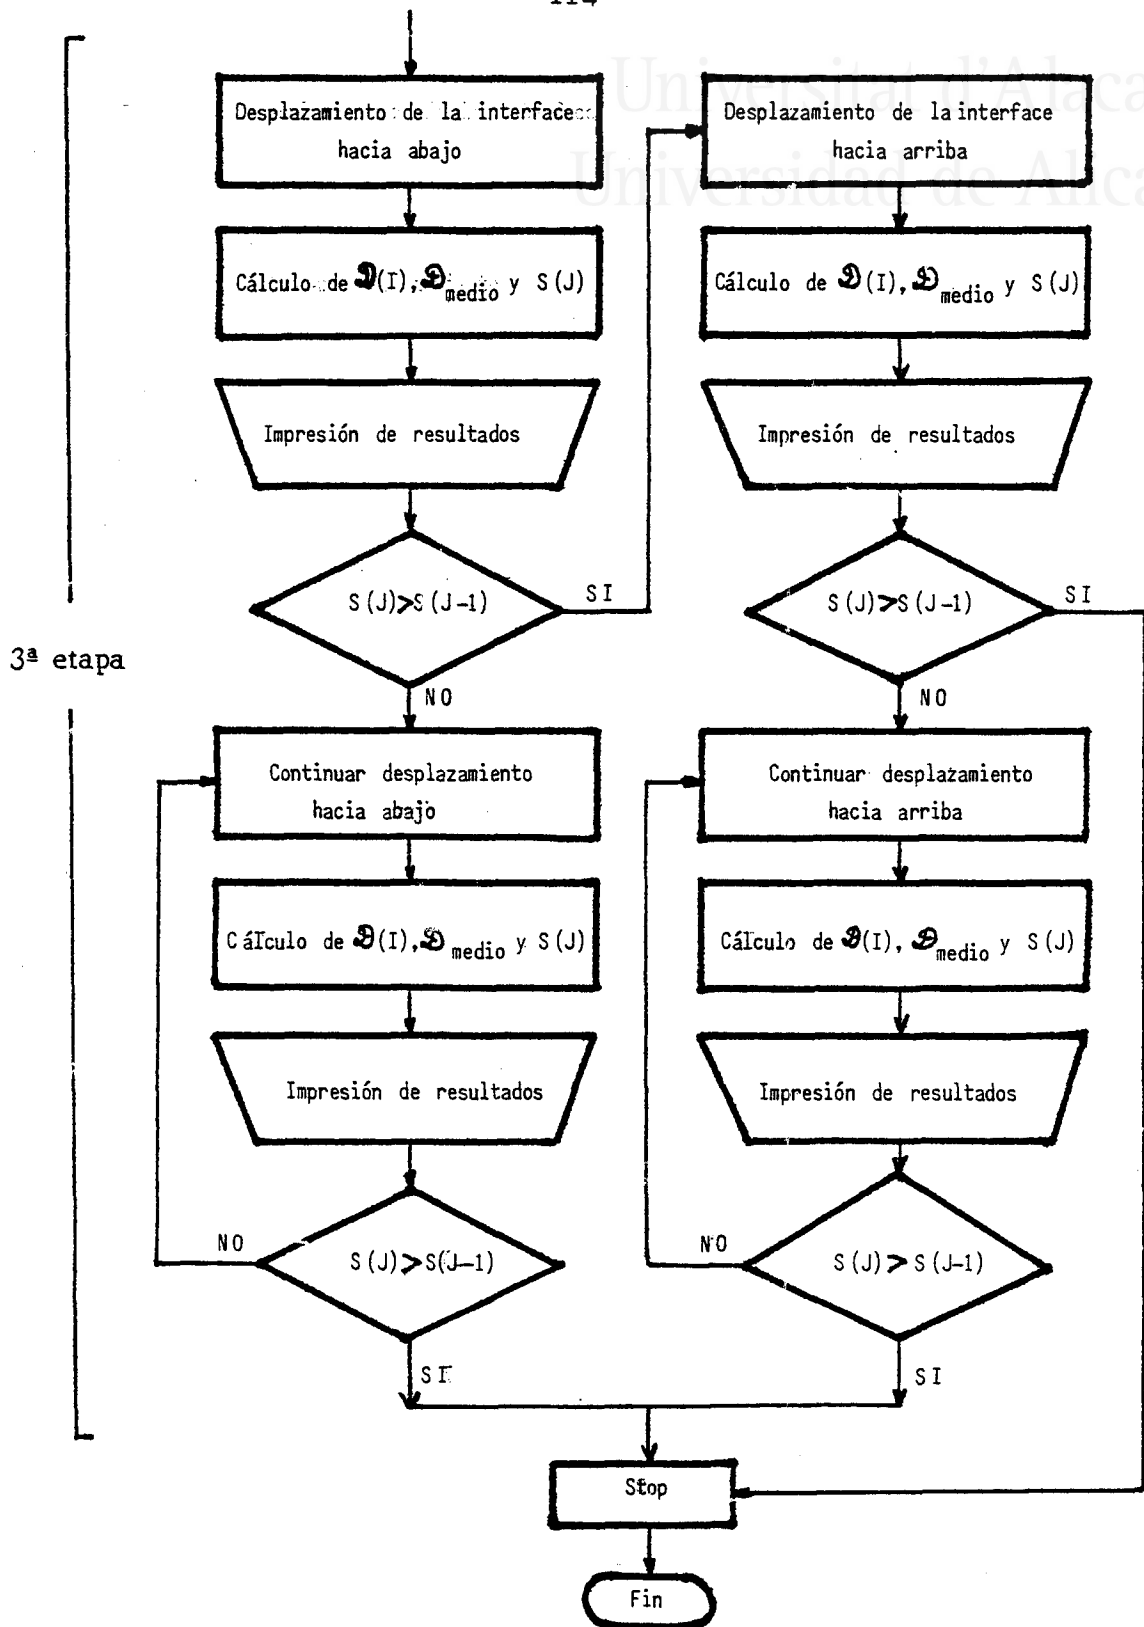 Universitat d'Alaca
Universidad de Alica
Desplazamiento de la interface
hacia abajo
Cálculo de 𝒟(I), 𝒟medio y S(J)
Impresión de resultados
S(J)>S(J-1)
SI
NO
Desplazamiento de la interface
hacia arriba
Cálculo de 𝒟(I), 𝒟medio y S(J)
Impresión de resultados
S(J)>S(J-1)
SI
NO
3ª etapa
Continuar desplazamiento
hacia abajo
Cálculo de 𝒟(I), 𝒟medio y S(J)
Impresión de resultados
NO
S(J)>S(J-1)
SI
Continuar desplazamiento
hacia arriba
Cálculo de 𝒟(I), 𝒟medio y S(J)
Impresión de resultados
NO
S(J)>S(J-1)
SI
Stop
Fin